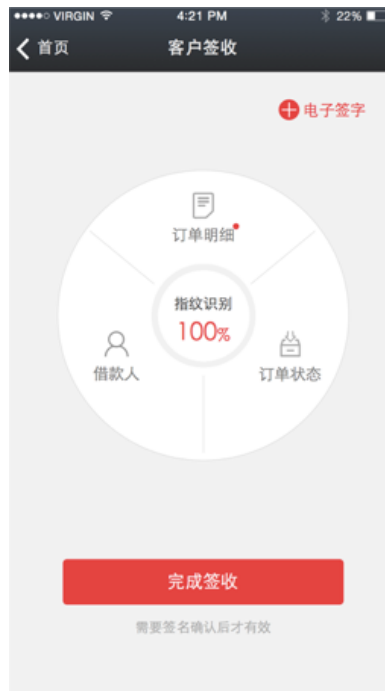 VIRGIN 4:21 PM 22%
首页 客户签收
电子签字
订单明细
指纹识别
100%
借款人
订单状态
完成签收
需要签名确认后才有效